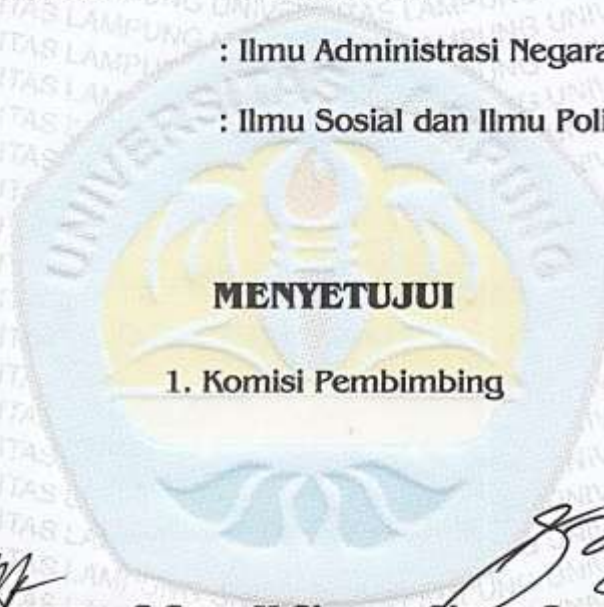 : Ilmu Administrasi Negara
: Ilmu Sosial dan Ilmu Poli
MENYETUJUI
1. Komisi Pembimbing